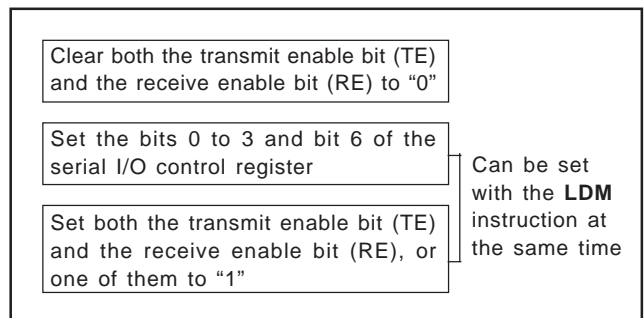 Clear both the transmit enable bit (TE)
and the receive enable bit (RE) to “0”
Set the bits 0 to 3 and bit 6 of the
serial I/O control register
Set both the transmit enable bit (TE)
and the receive enable bit (RE), or
one of them to “1”
Can be set
with the LDM
instruction at
the same time